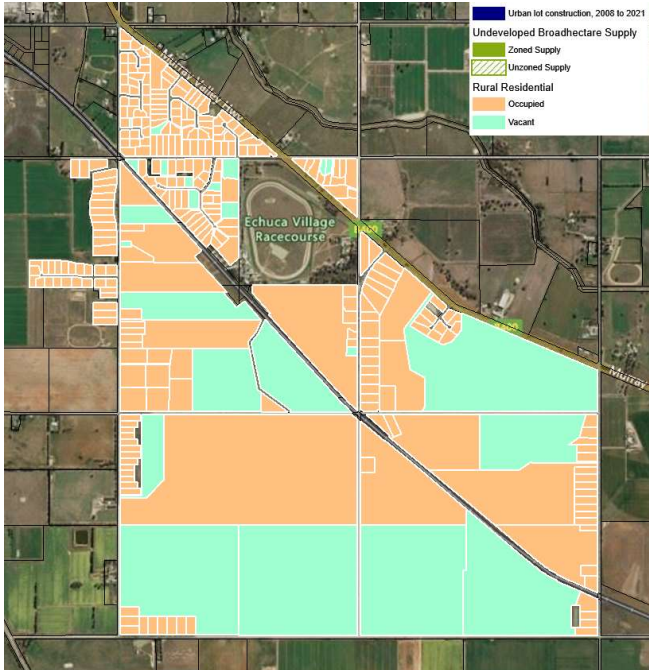 Urban lot construction, 2008 to 2021
Undeveloped Broadhectare Supply
Zoned Supply
Unzoned Supply
Rural Residential
Occupied
Vacant
Murray Valley Hwy
Echuca Village
Racecourse
Murray